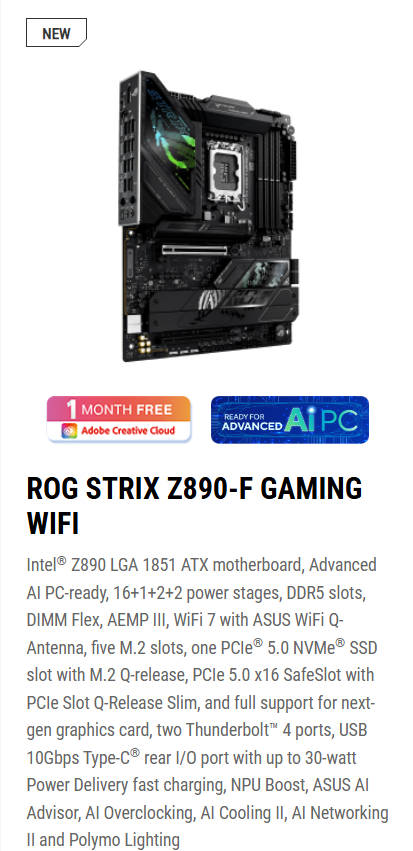 NEW
STRIX
1 MONTH FREE
Adobe Creative Cloud
READY FOR
ADVANCED Ai PC
ROG STRIX Z890-F GAMING
WIFI
Intel® Z890 LGA 1851 ATX motherboard, Advanced
AI PC-ready, 16+1+2+2 power stages, DDR5 slots,
DIMM Flex, AEMP III, WiFi 7 with ASUS WiFi Q-
Antenna, five M.2 slots, one PCIe® 5.0 NVMe® SSD
slot with M.2 Q-release, PCIe 5.0 x16 SafeSlot with
PCIe Slot Q-Release Slim, and full support for next-
gen graphics card, two Thunderbolt™ 4 ports, USB
10Gbps Type-C® rear I/O port with up to 30-watt
Power Delivery fast charging, NPU Boost, ASUS AI
Advisor, AI Overclocking, AI Cooling II, AI Networking
II and Polymo Lighting